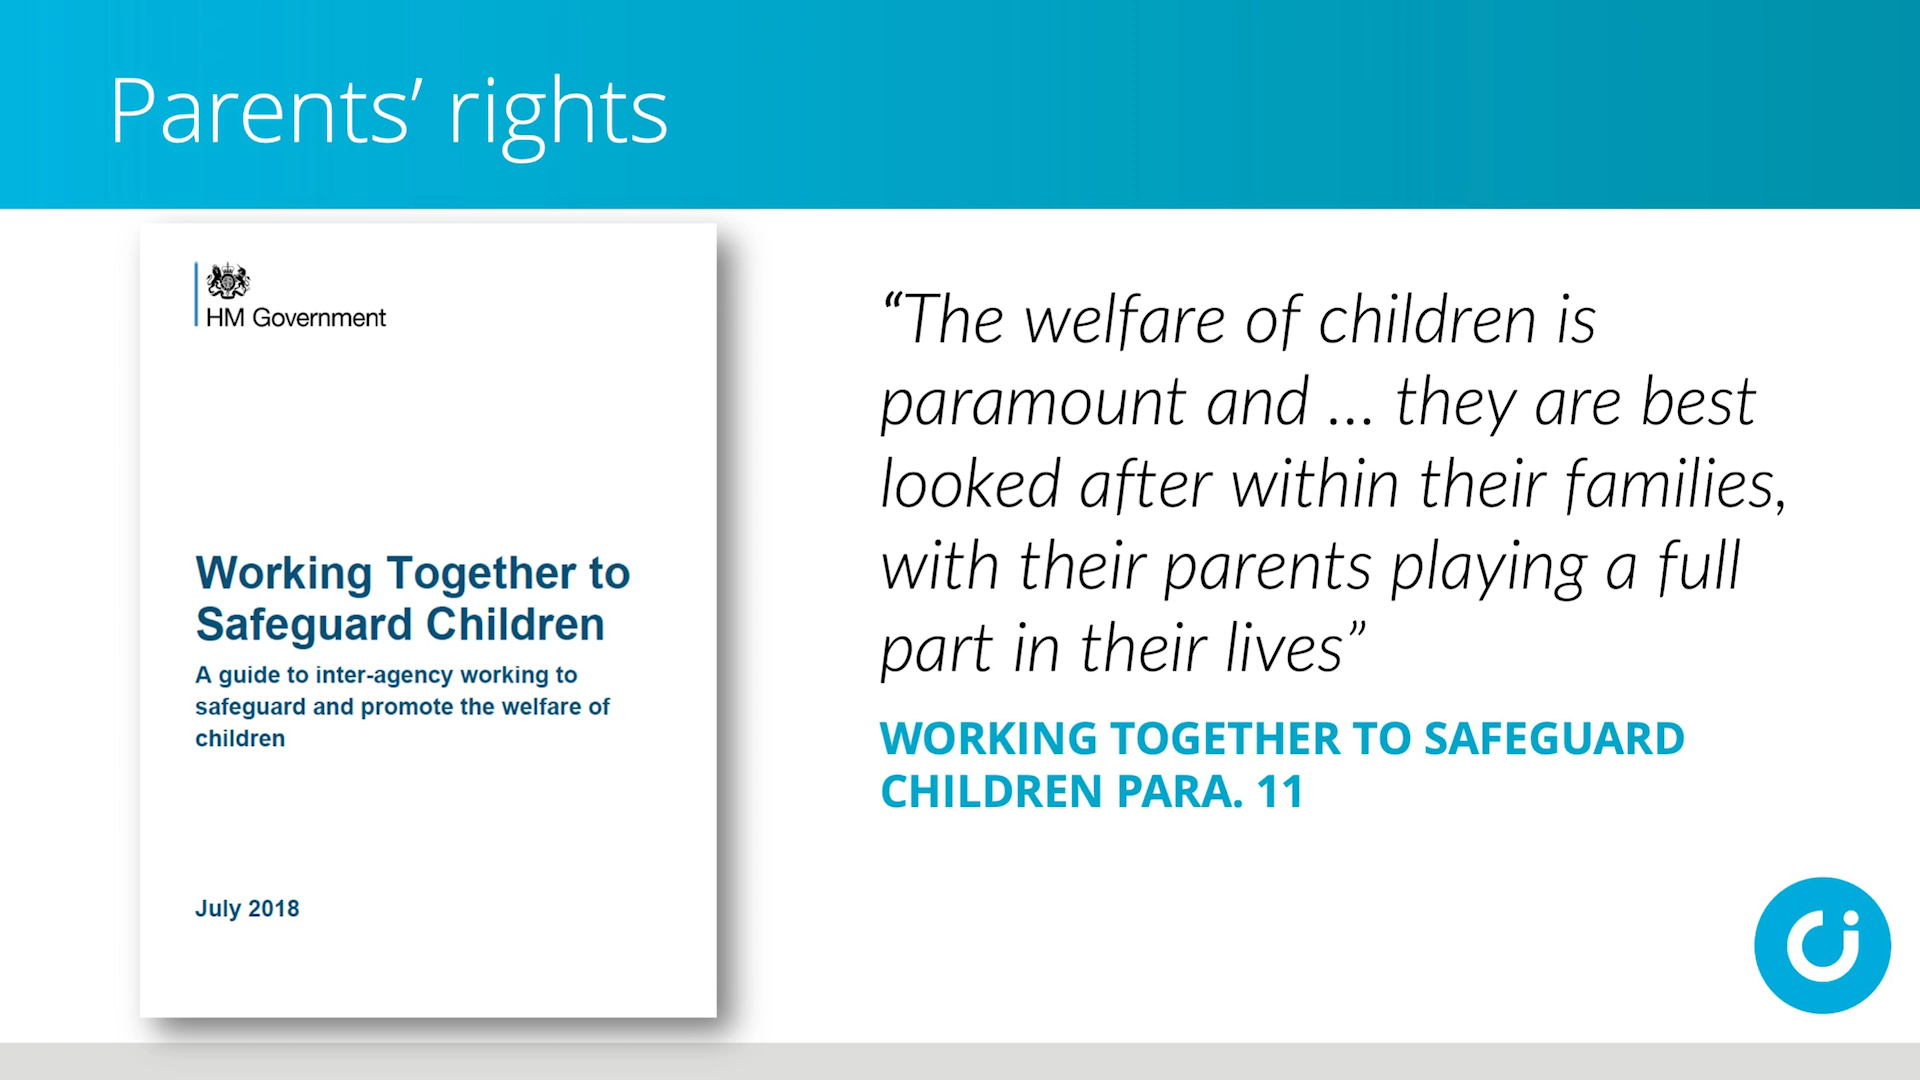 Parents’ rights
HM Government
Working Together to
Safeguard Children
A guide to inter-agency working to
safeguard and promote the welfare of
children
July 2018
“The welfare of children is
paramount and ... they are best
looked after within their families,
with their parents playing a full
part in their lives”
WORKING TOGETHER TO SAFEGUARD
CHILDREN PARA. 11